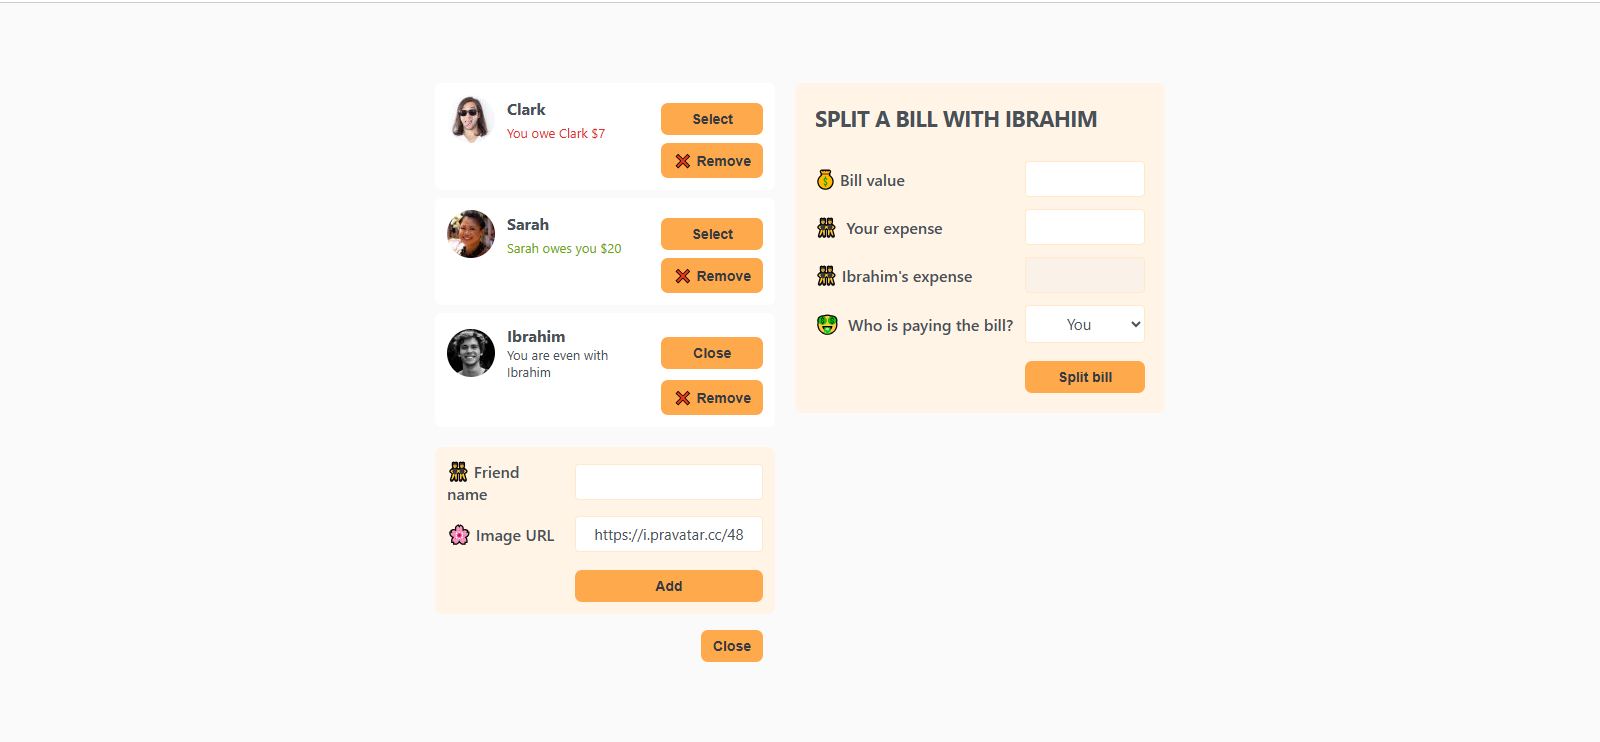 Clark
You owe Clark $7
Select
Remove
Sarah
Sarah owes you $20
Select
Remove
Ibrahim
You are even with
Ibrahim
Close
Remove
Friend
name
Image URL
https://i.pravatar.cc/48
Add
Close
SPLIT A BILL WITH IBRAHIM
Bill value
Your expense
Ibrahim's expense
Who is paying the bill?
You
Split bill